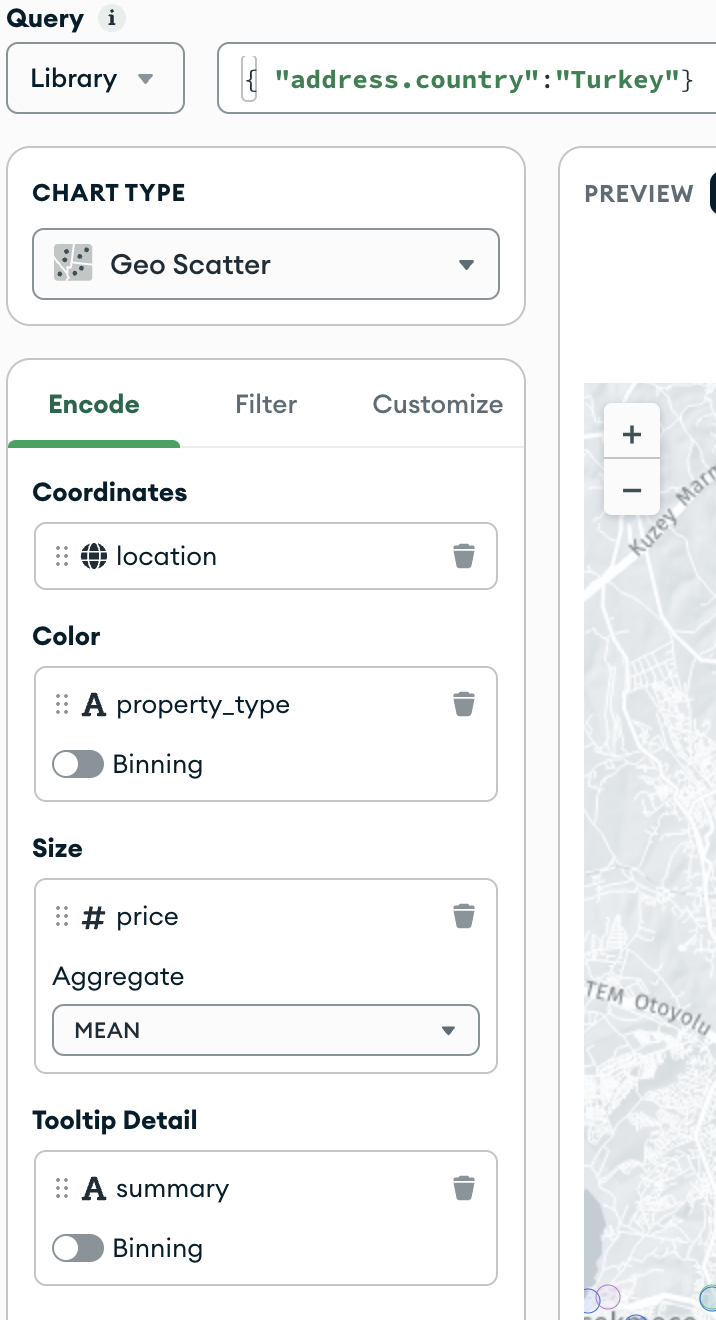 Query i
Library
{ "address.country":"Turkey"}
CHART TYPE
Geo Scatter
PREVIEW
Encode Filter Customize
Coordinates
location
Color
A property_type
Binning
Size
# price
Aggregate
MEAN
Tooltip Detail
A summary
Binning
+
−
Kuzey Marm
TEM Otoyolu